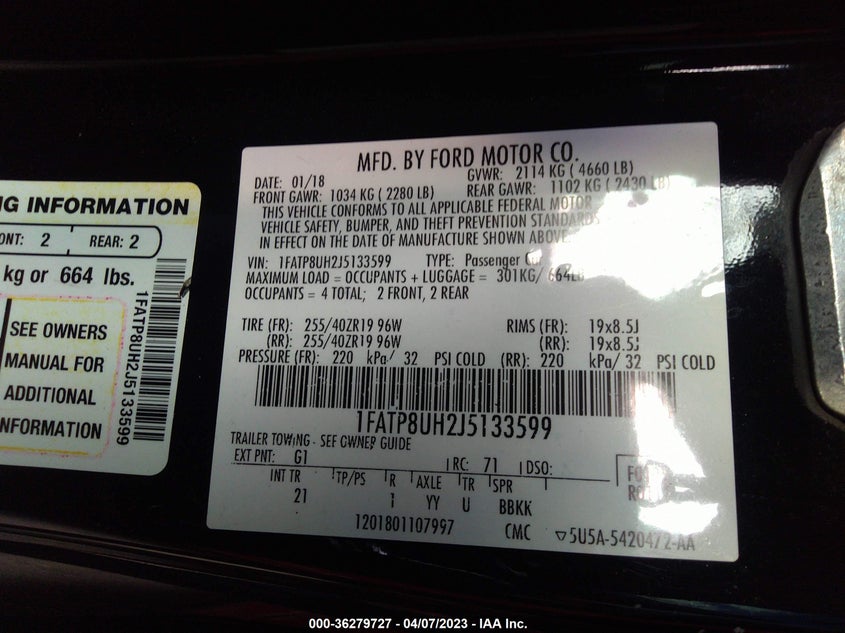 NG INFORMATION
ONT: 2 REAR: 2
kg or 664 lbs.
SEE OWNERS
MANUAL FOR
ADDITIONAL
INFORMATION
1FATP8UH2J5133599
MFD. BY FORD MOTOR CO.
DATE: 01/18 GVWR: 2114 KG ( 4660 LB)
FRONT GAWR: 1034 KG ( 2280 LB) REAR GAWR: 1102 KG ( 2430 LB)
THIS VEHICLE CONFORMS TO ALL APPLICABLE FEDERAL MOTOR
VEHICLE SAFETY, BUMPER, AND THEFT PREVENTION STANDARDS
IN EFFECT ON THE DATE OF MANUFACTURE SHOWN ABOVE
VIN: 1FATP8UH2J5133599 TYPE: Passenger
MAXIMUM LOAD = OCCUPANTS + LUGGAGE = 301KG/ 664LB
OCCUPANTS = 4 TOTAL; 2 FRONT, 2 REAR
TIRE (FR): 255/40ZR19 96W RIMS (FR): 19x8.5J
(RR): 255/40ZR19 96W (RR): 19x8.5J
PRESSURE (FR): 220 kPa/ 32 PSI COLD (RR): 220 kPa/ 32 PSI COLD
1FATP8UH2J5133599
TRAILER TOWING - SEE OWNER GUIDE
EXT PNT: G1 RC: 71 DSO:
INT TR TP/PS R AXLE TR SPR
21 I YY U BBKK
1201801107997 CMC ▽5U5A-5420472-AA
000-36279727 - 04/07/2023 - IAA Inc.